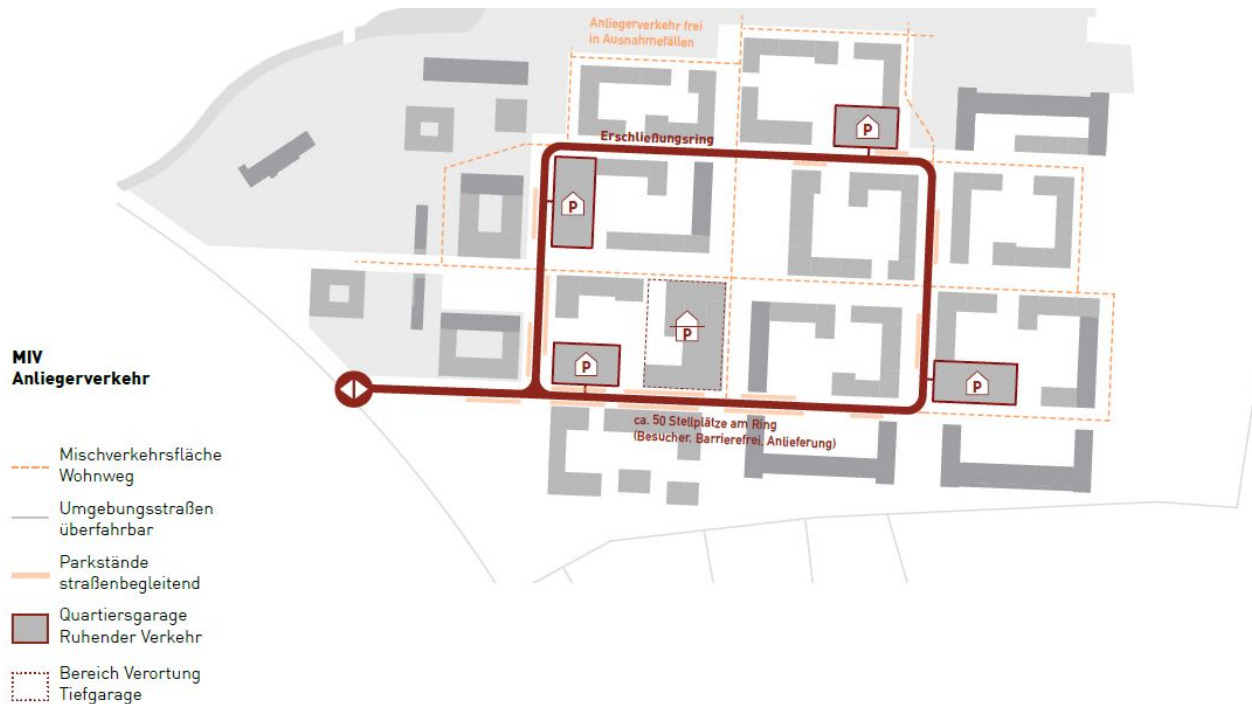 Anliegerverkehr frei
in Ausnahmefällen
Erschließungsring
P
P
P
P
P
MIV
Anliegerverkehr
ca. 50 Stellplätze am Ring
(Besucher. Barrierefrei, Anlieferung)
Mischverkehrsfläche
Wohnweg
Umgebungsstraßen
überfahrbar
Parkstände
straßenbegleitend
Quartiersgarage
Ruhender Verkehr
Bereich Verortung
Tiefgarage